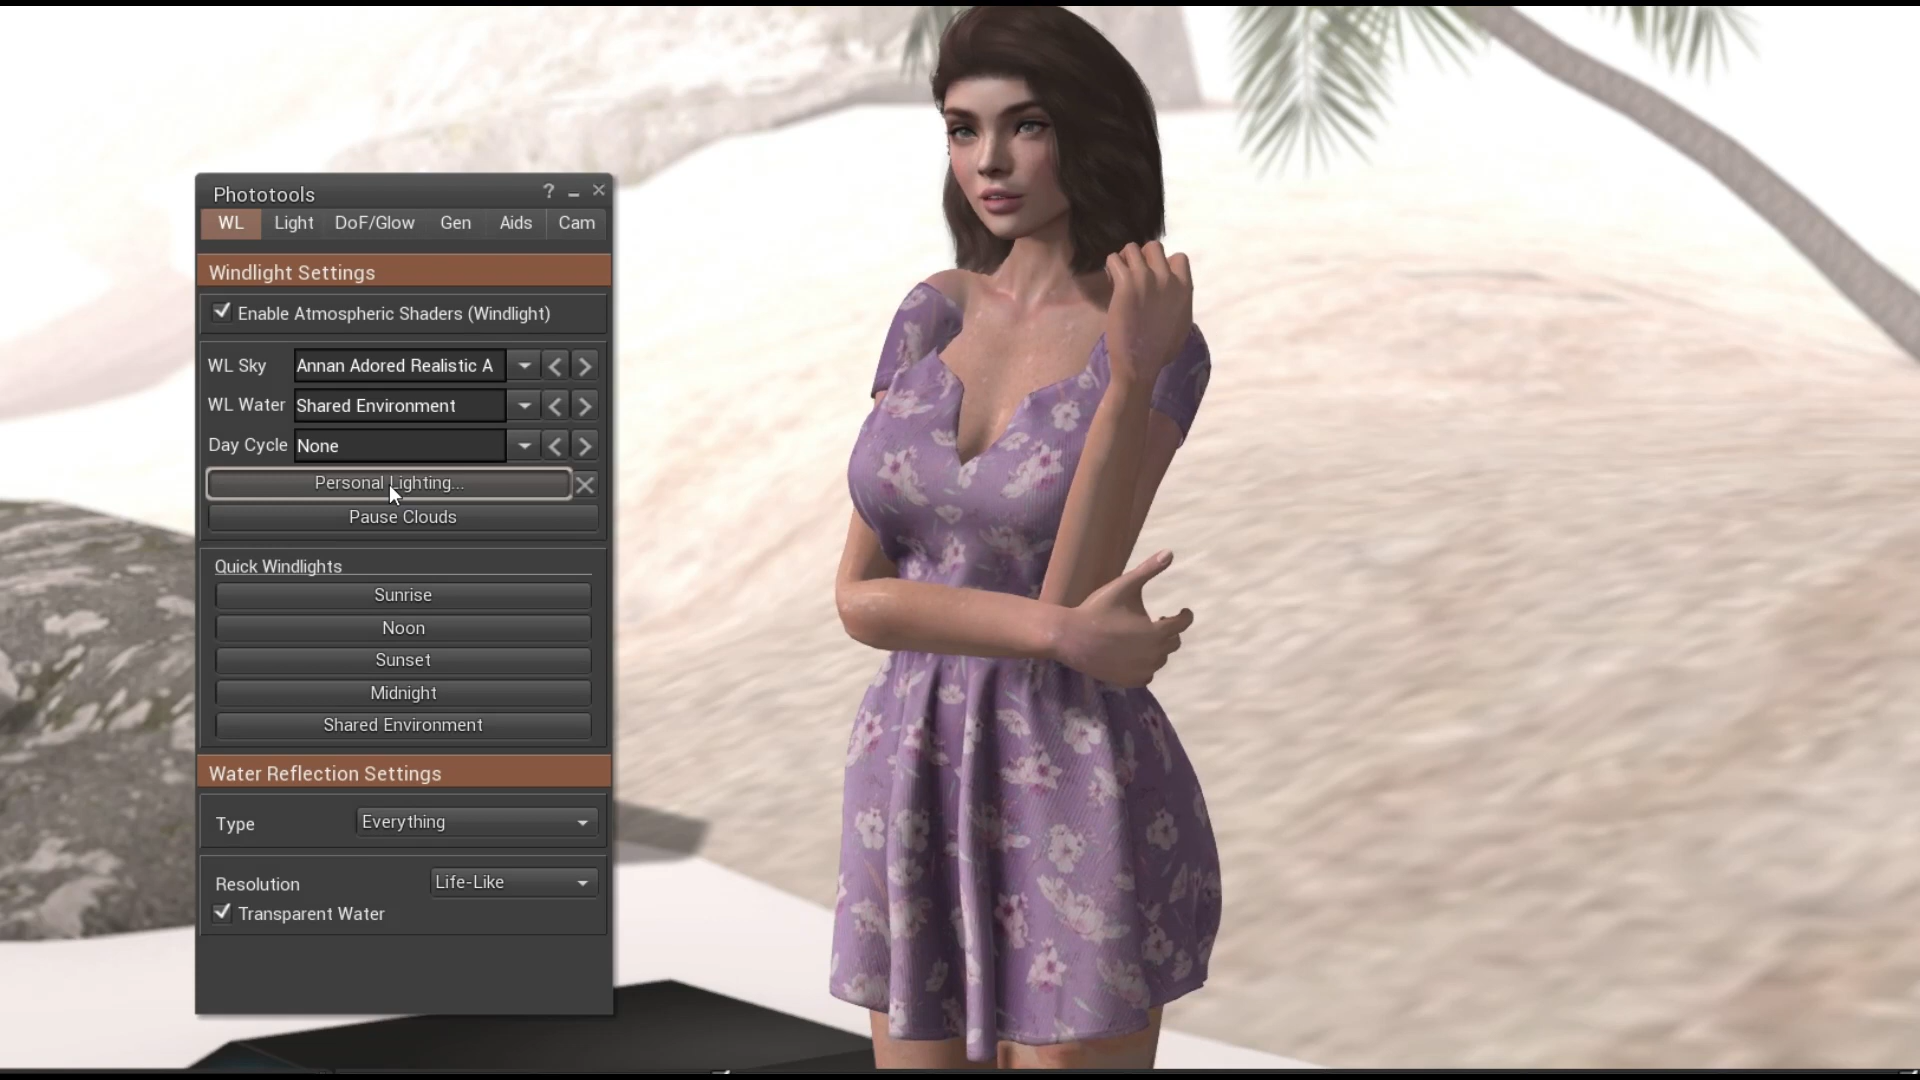 Phototools
?
WL Light DoF/Glow Gen Aids Cam
Windlight Settings
Enable Atmospheric Shaders (Windlight)
WL Sky Annan Adored Realistic A
WL Water Shared Environment
Day Cycle None
Personal Lighting...
Pause Clouds
Quick Windlights
Sunrise
Noon
Sunset
Midnight
Shared Environment
Water Reflection Settings
Type Everything
Resolution Life-Like
Transparent Water